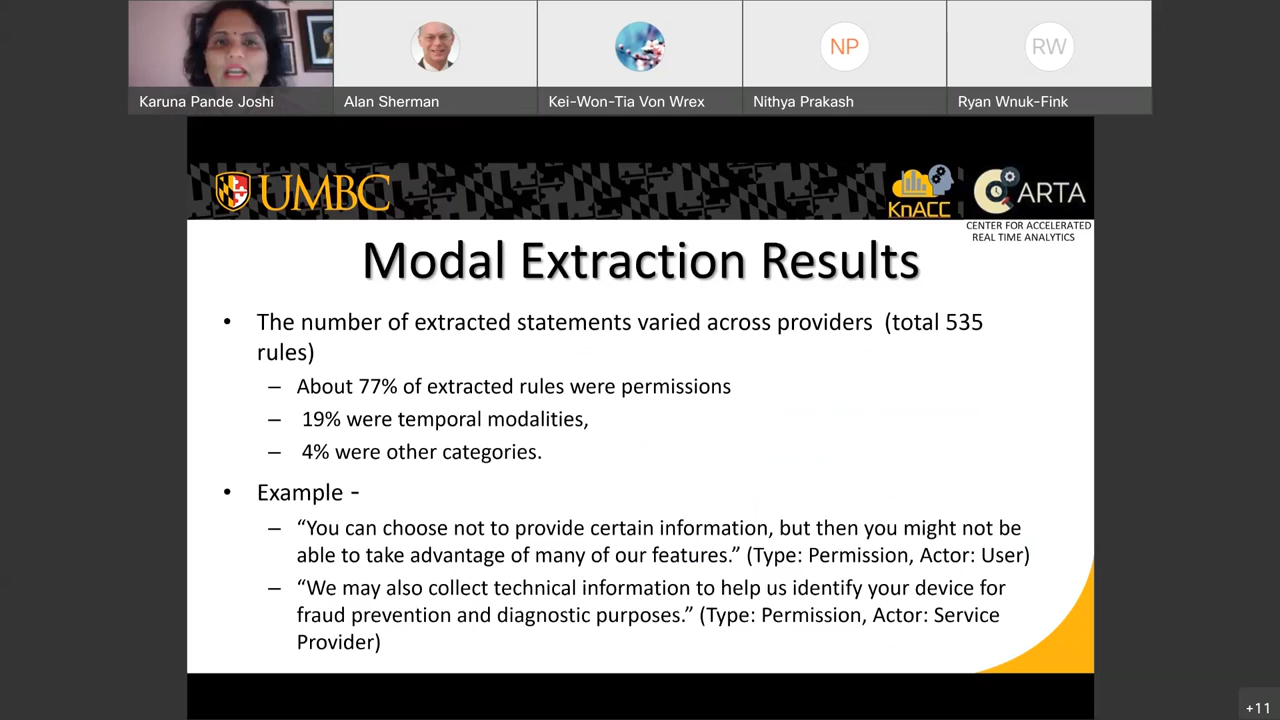 NP
RW
Karuna Pande Joshi
Alan Sherman
Kei-Won-Tia Von Wrex
Nithya Prakash
Ryan Wnuk-Fink
UMBC
KnACC
CARTA
CENTER FOR ACCELERATED
REAL TIME ANALYTICS
Modal Extraction Results
• The number of extracted statements varied across providers (total 535
rules)
– About 77% of extracted rules were permissions
– 19% were temporal modalities,
– 4% were other categories.
• Example -
– “You can choose not to provide certain information, but then you might not be
able to take advantage of many of our features.” (Type: Permission, Actor: User)
– “We may also collect technical information to help us identify your device for
fraud prevention and diagnostic purposes.” (Type: Permission, Actor: Service
Provider)
+11